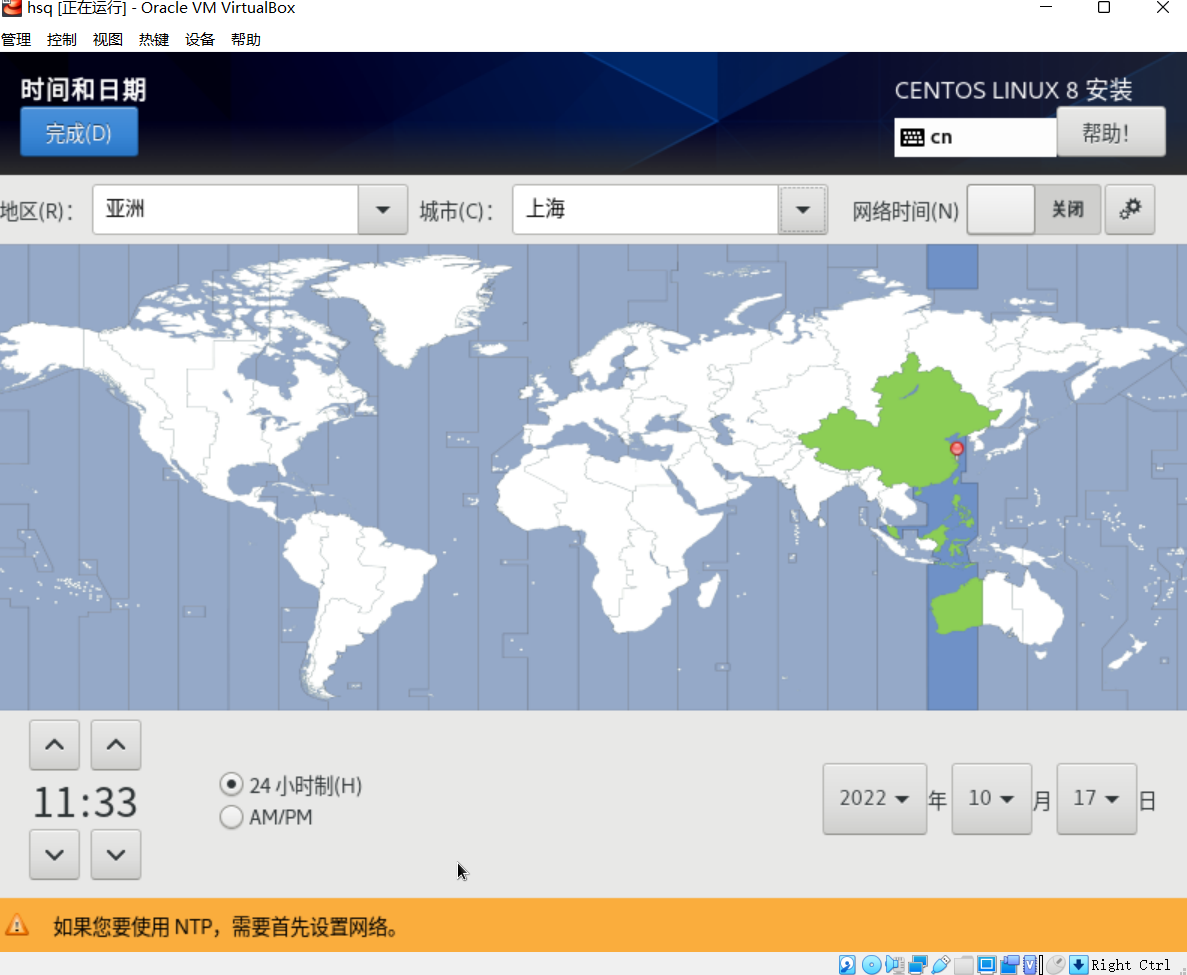 hsq [正在运行] - Oracle VM VirtualBox
管理 控制 视图 热键 设备 帮助
时间和日期
CENTOS LINUX 8 安装
完成(D)
cn
帮助!
地区(R): 亚洲 城市(C): 上海 网络时间(N) 关闭
11:33
24 小时制(H)
AM/PM
2022 年 10 月 17 日
如果您要使用 NTP，需要首先设置网络。
Right Ctrl